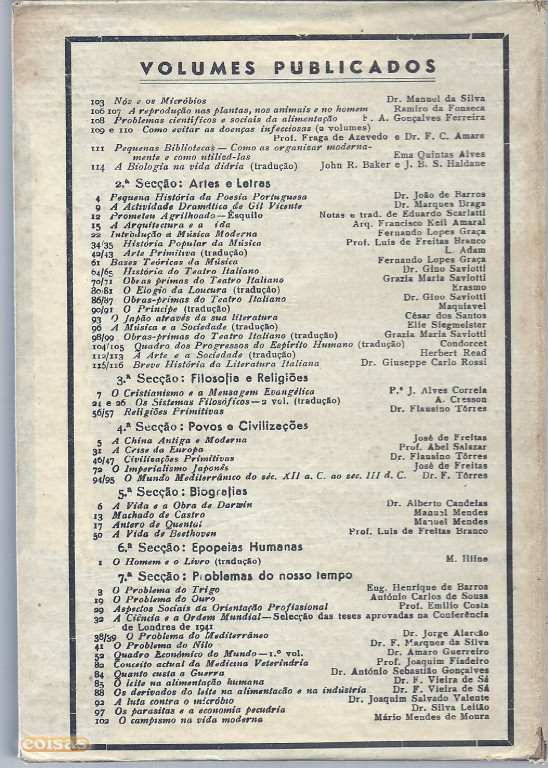 VOLUMES PUBLICADOS
103 Nós e os Micróbios Dr. Manuel da Silva
106 107 A reprodução nas plantas, nos animais e no homem Ramiro da Fonseca
108 Problemas científicos e sociais da alimentação F. A. Gonçalves Ferreira
109 e 110 Como evitar as doenças infecciosas (2 volumes)
Prof. Fraga de Azevedo e Dr. F. C. Amara
111 Pequenas Bibliotecas — Como as organizar moderna-
mente e como utilizá-las Ema Quintas Alves
114 A Biologia na vida diária (tradução) John R. Baker e J. B. S. Haldane
2.ª Secção: Artes e Letras
4 Pequena História da Poesia Portuguesa Dr. João de Barros
9 A Actividade Dramática de Gil Vicente Dr. Marques Braga
12 Prometeu Agrilhoado — Ésquilo Notas e trad. de Eduardo Scarlatti
15 A Arquitectura e a ida Arq. Francisco Keil Amaral
22 Introdução à Música Moderna Fernando Lopes Graça
34/35 História Popular da Música Prof. Luis de Freitas Branco
42/43 Arte Primitiva (tradução) L. Adam
61 Bases Teóricas da Música Fernando Lopes Graça
64/65 História do Teatro Italiano Dr. Gino Saviotti
70/71 Obras primas do Teatro Italiano Grazia Maria Saviotti
80/81 O Elogio da Loucura (tradução) Erasmo
86/87 Obras-primas do Teatro Italiano Dr. Gino Saviotti
90/91 O Príncipe (tradução) Maquiavel
93 O Japão através da sua literatura César dos Santos
96 A Música e a Sociedade (tradução) Elie Siegmeister
98/99 Obras-primas do Teatro Italiano (tradução) Grazia Maria Saviotti
104/105 Quadro dos Progressos do Espírito Humano (tradução) Condorcet
112/113 A Arte e a Sociedade (tradução) Herbert Read
115/116 Breve História da Literatura Italiana Dr. Giuseppe Carlo Rossi
3.ª Secção: Filosofia e Religiões
7 O Cristianismo e a Mensagem Evangélica P.e J. Alves Correia
24 e 26 Os Sistemas Filosóficos — 2 vol. (tradução) A. Cresson
56/57 Religiões Primitivas Dr. Flausino Tôrres
4.ª Secção: Povos e Civilizações
5 A China Antiga e Moderna José de Freitas
31 A Crise da Europa Prof. Abel Salazar
46/47 Civilizações Primitivas Dr. Flausino Tôrres
72 O Imperialismo Japonês José de Freitas
94/95 O Mundo Mediterrânico do séc. XII a. C. ao sec. III d. C. Dr. F. Tôrres
5.ª Secção: Biografias
6 A Vida e a Obra de Darwin Dr. Alberto Candeias
13 Machado de Castro Manuel Mendes
17 Antero de Quental Manuel Mendes
50 A Vida de Beethoven Prof. Luis de Freitas Branco
6.ª Secção: Epopeias Humanas
1 O Homem e o Livro (tradução) M. Iline
7.ª Secção: Problemas do nosso tempo
3 O Problema do Trigo Eng. Henrique de Barros
19 O Problema do Ouro António Carlos de Sousa
29 Aspectos Sociais da Orientação Profissional Prof. Emílio Costa
32 A Ciência e a Ordem Mundial — Selecção das teses aprovadas na Conferência
de Londres de 1941
38/39 O Problema do Mediterrâneo Dr. Jorge Alarcão
41 O Problema do Nilo Dr. F. Marques da Silva
52 Quadro Económico do Mundo — 1.º vol. Dr. Amaro Guerreiro
82 Conceito actual da Medicina Veterinária Prof. Joaquim Fiadeiro
84 Quanto custa a Guerra Dr. António Sebastião Gonçalves
85 O leite na alimentação humana Dr. F. Vieira de Sá
88 Os derivados do leite na alimentação e na indústria Dr. F. Vieira de Sá
92 A luta contra o micróbio Dr. Joaquim Salvado Valente
97 Os parasitas e a economia pecuária Dr. Silva Leitão
102 O campismo na vida moderna Mário Mendes de Moura
coisas